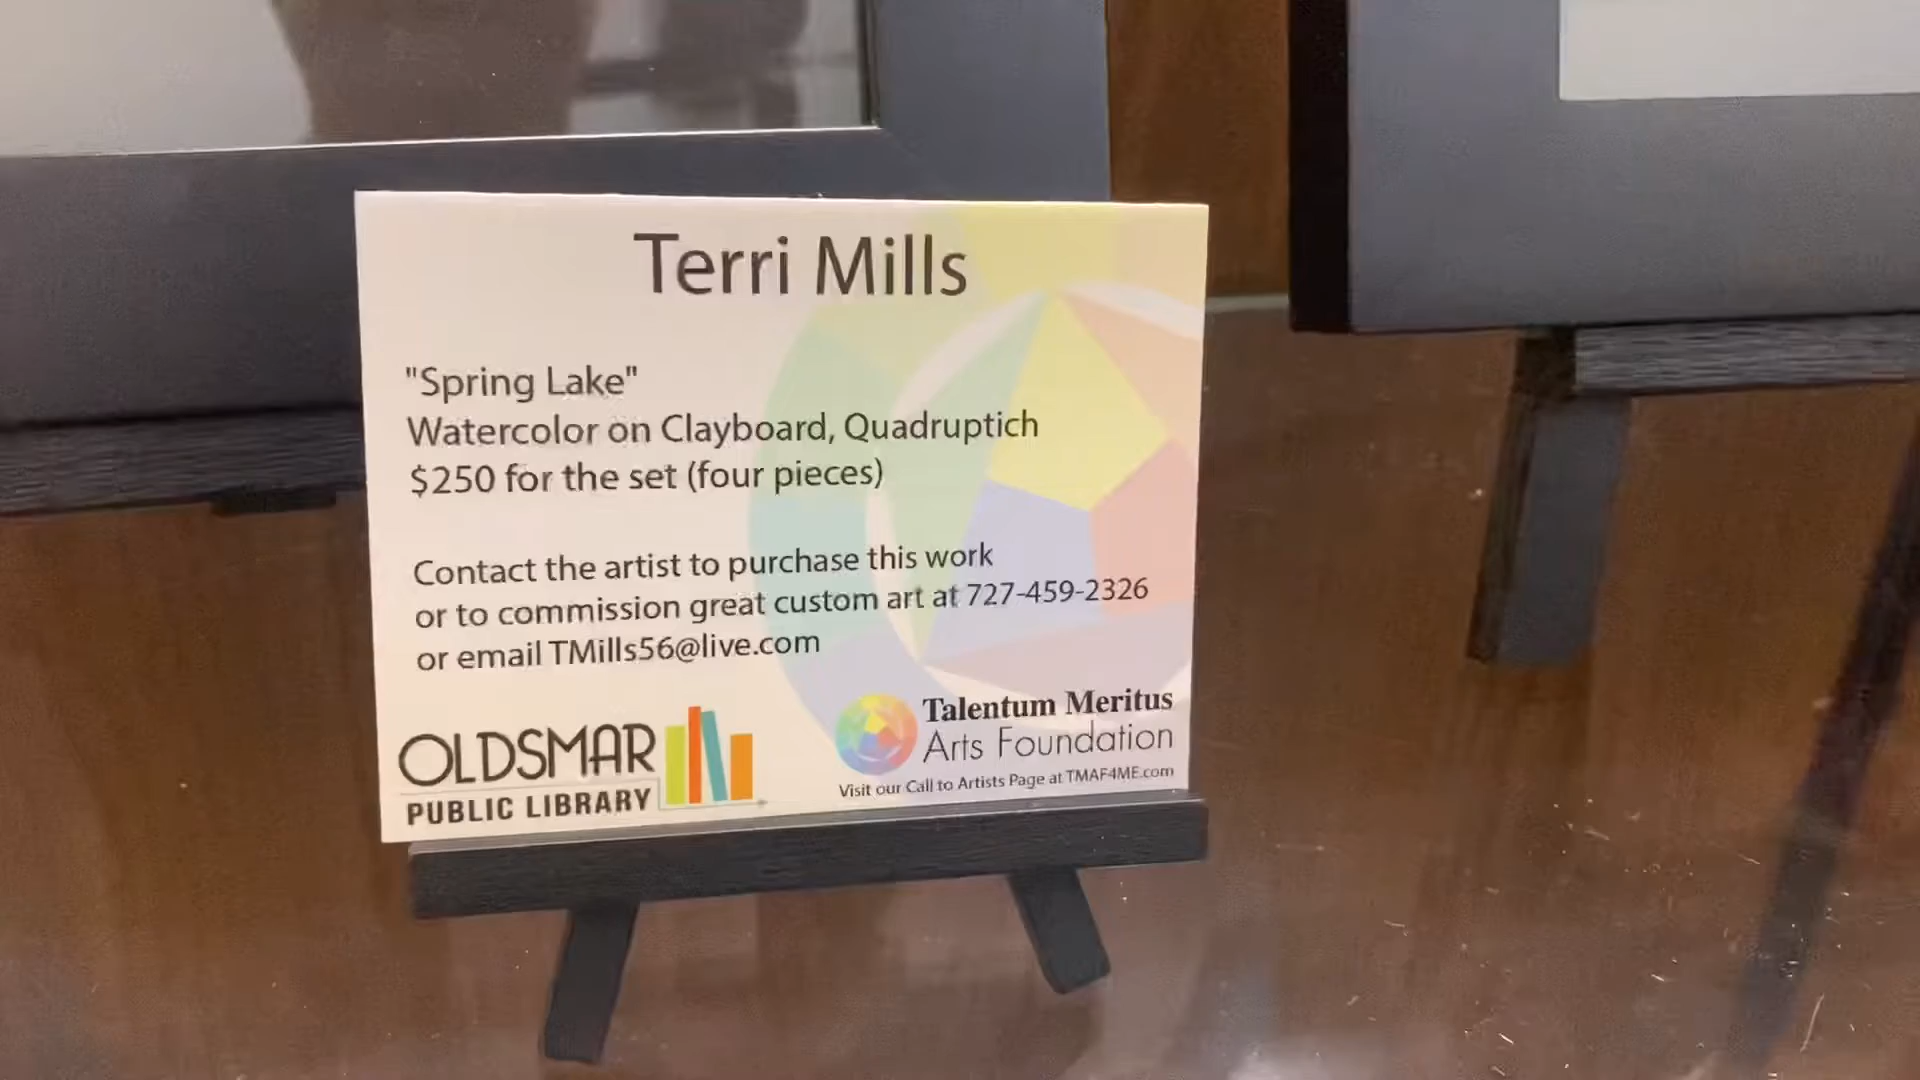 Terri Mills
"Spring Lake"
Watercolor on Clayboard, Quadruptich
$250 for the set (four pieces)
Contact the artist to purchase this work
or to commission great custom art at 727-459-2326
or email TMills56@live.com
OLDSMAR
PUBLIC LIBRARY
Talentum Meritus
Arts Foundation
Visit our Call to Artists Page at TMAF4ME.com